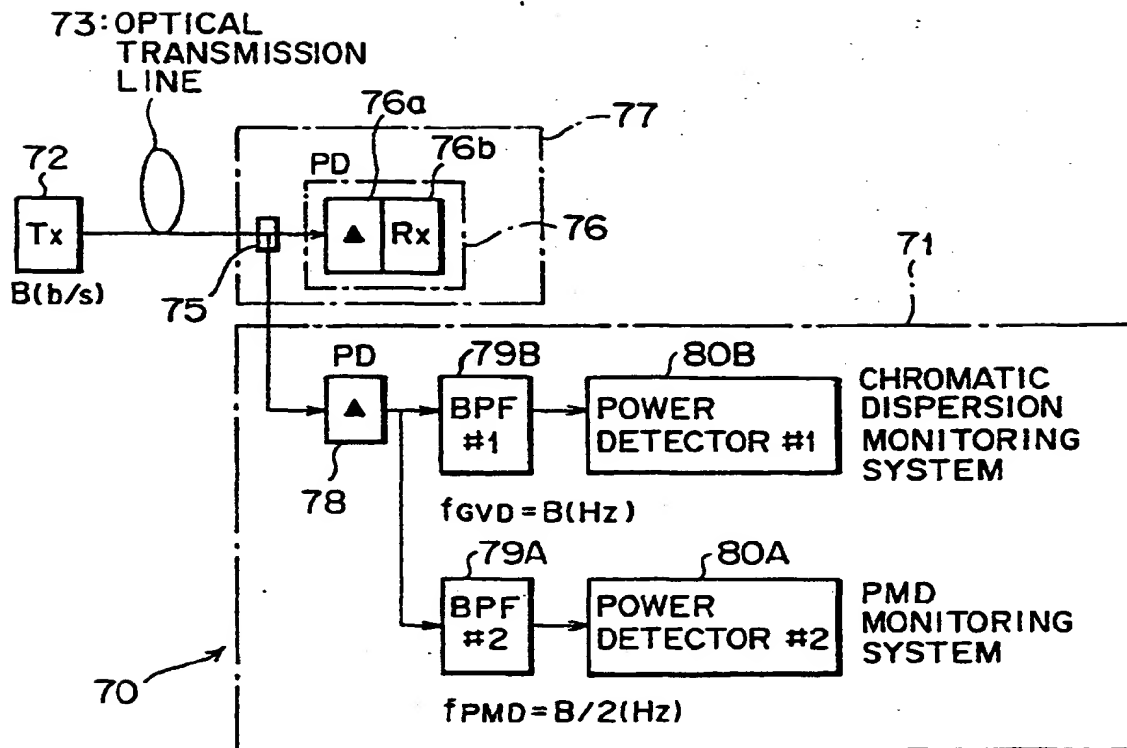 73:OPTICAL
TRANSMISSION
LINE
76a
77
72
PD
76b
Tx
Rx
76
B(b/s)
75
71
PD
79B
80B
BPF
#1
POWER
DETECTOR #1
CHROMATIC
DISPERSION
MONITORING
SYSTEM
78
fGVD=B(Hz)
79A
80A
BPF
#2
POWER
DETECTOR #2
PMD
MONITORING
SYSTEM
70
fPMD=B/2(Hz)